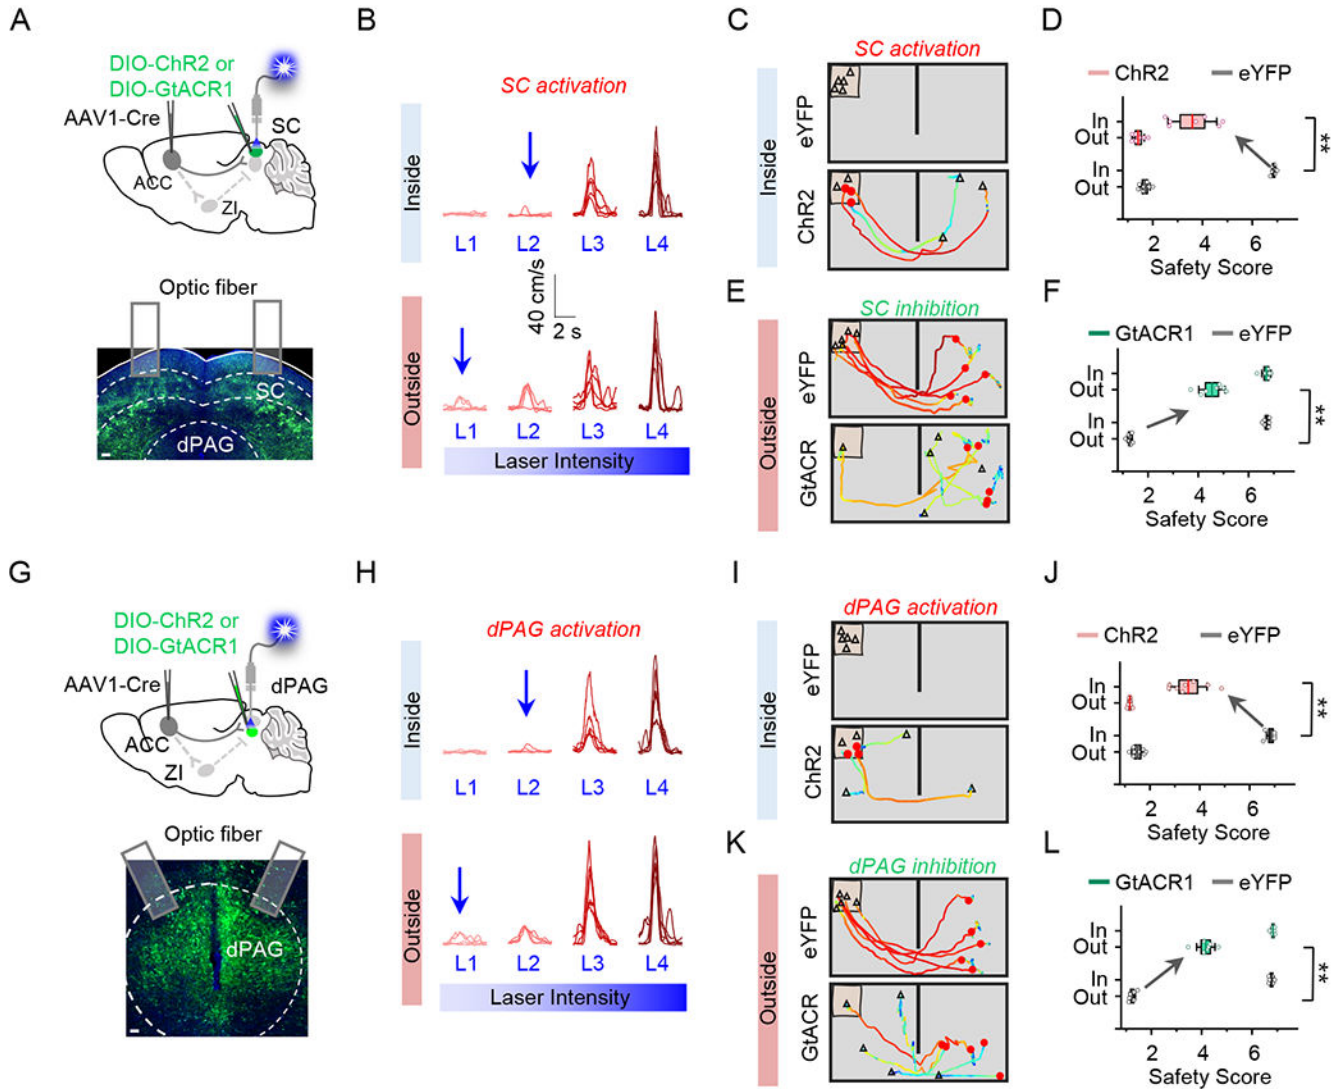 A
DIO-ChR2 or
DIO-GtACR1
AAV1-Cre
SC
ACC
ZI
Optic fiber
SC
dPAG
B
SC activation
Inside
L1 L2 L3 L4
40 cm/s
2 s
Outside
L1 L2 L3 L4
Laser Intensity
C
SC activation
Inside
eYFP
ChR2
D
ChR2 eYFP
In
Out
In
Out
**
2 4 6
Safety Score
E
SC inhibition
Outside
eYFP
GtACR
F
GtACR1 eYFP
In
Out
In
Out
**
2 4 6
Safety Score
G
DIO-ChR2 or
DIO-GtACR1
AAV1-Cre
dPAG
ACC
ZI
Optic fiber
dPAG
H
dPAG activation
Inside
L1 L2 L3 L4
Outside
L1 L2 L3 L4
Laser Intensity
I
dPAG activation
Inside
eYFP
ChR2
J
ChR2 eYFP
In
Out
In
Out
**
2 4 6
Safety Score
K
dPAG inhibition
Outside
eYFP
GtACR
L
GtACR1 eYFP
In
Out
In
Out
**
2 4 6
Safety Score